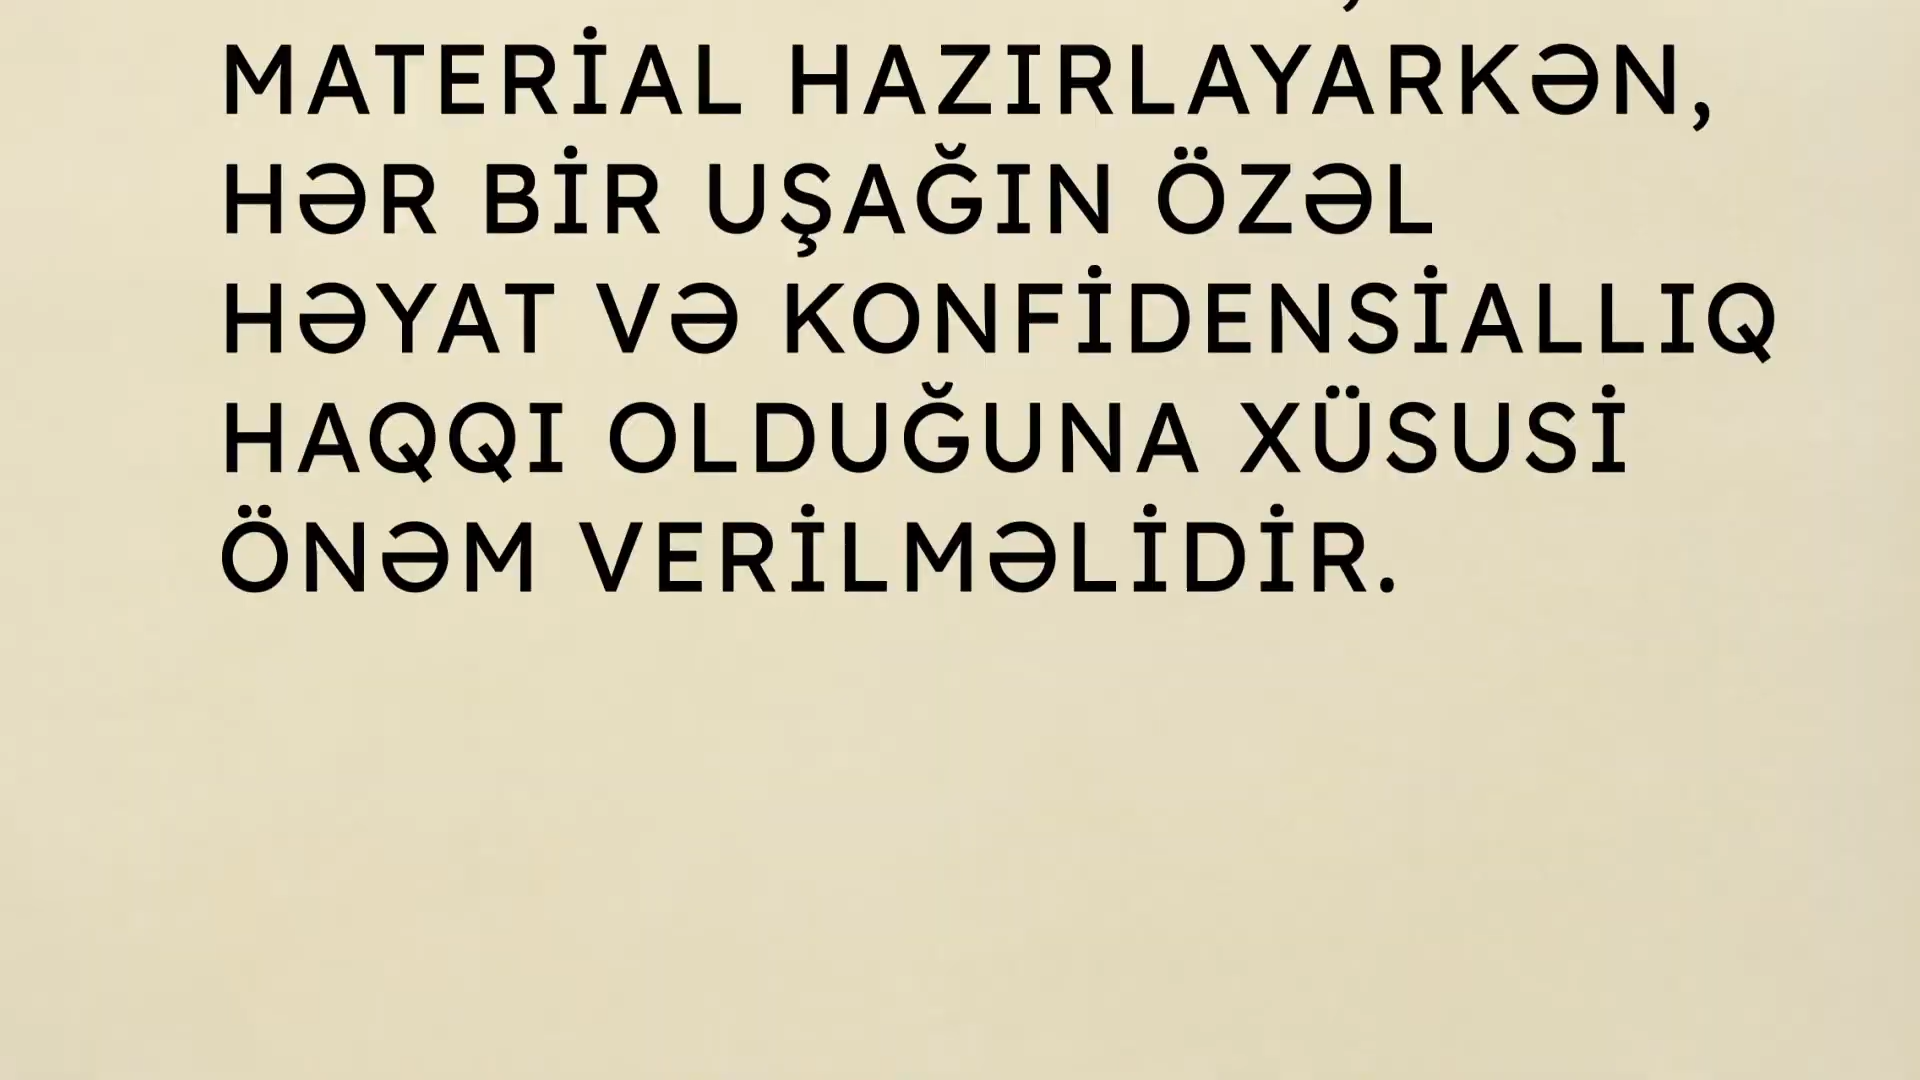 MATERİAL HAZIRLAYARKƏN,
HƏR BİR UŞAĞIN ÖZƏL
HƏYAT VƏ KONFİDENSİALLIQ
HAQQI OLDUĞUNA XÜSUSİ
ÖNƏM VERİLMƏLİDİR.